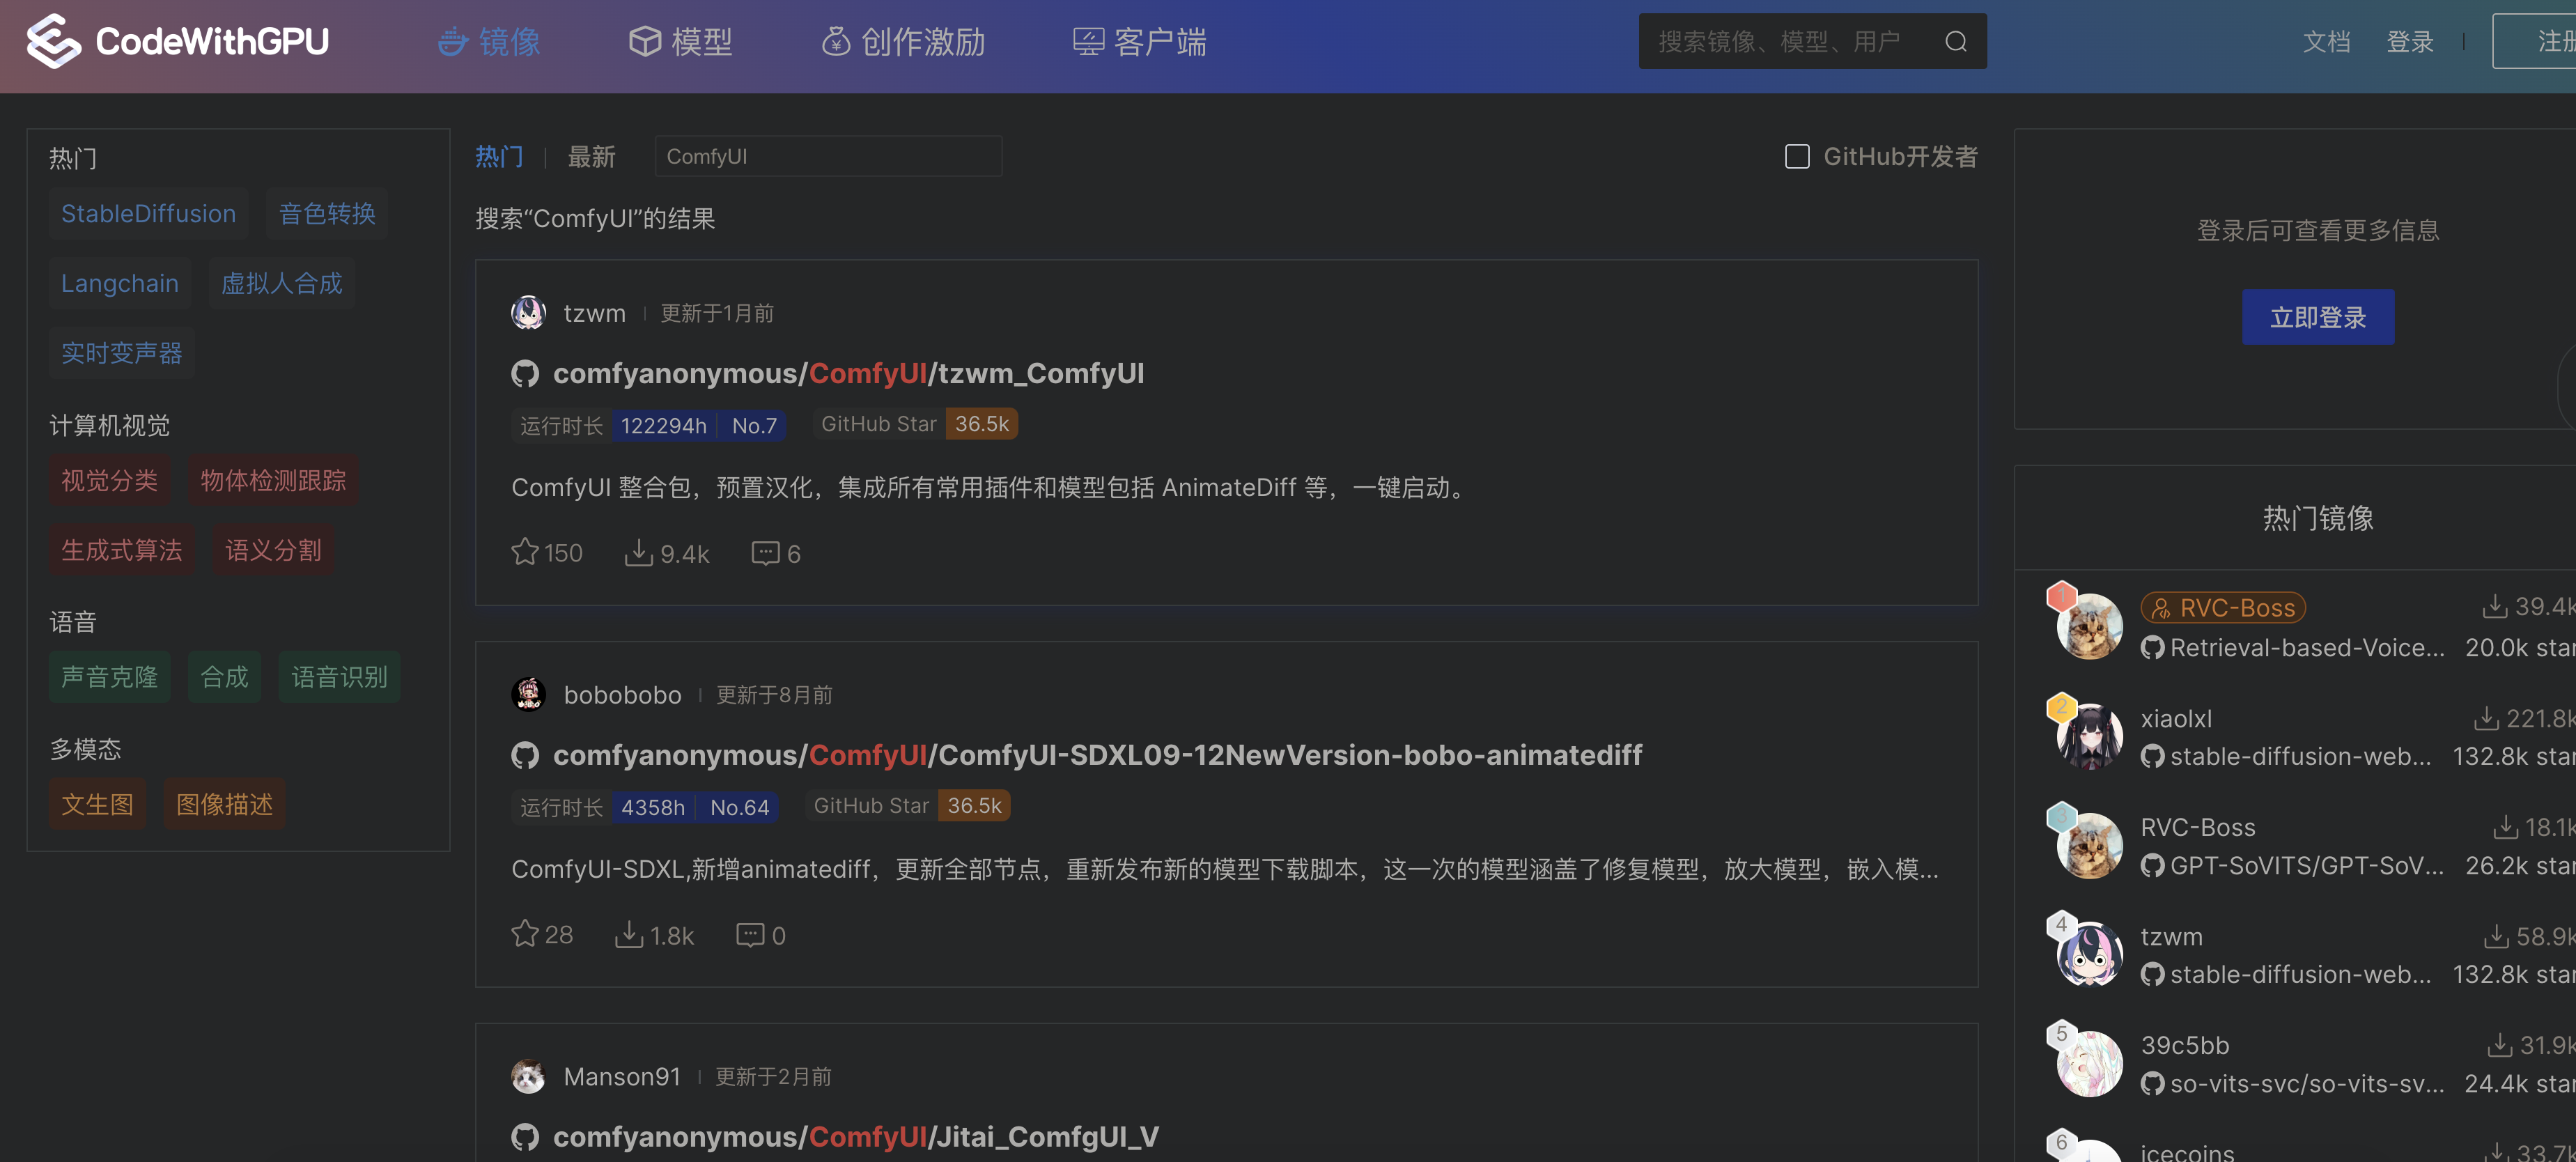 CodeWithGPU
镜像
模型
创作激励
客户端
搜索镜像、模型、用户
文档
登录
热门
StableDiffusion
音色转换
Langchain
虚拟人合成
实时变声器
计算机视觉
视觉分类
物体检测跟踪
生成式算法
语义分割
语音
声音克隆
合成
语音识别
多模态
文生图
图像描述
热门
最新
ComfyUI
GitHub开发者
搜索“ComfyUI”的结果
tzwm
更新于1月前
comfyanonymous/ComfyUI/tzwm_ComfyUI
运行时长 122294h No.7 GitHub Star 36.5k
ComfyUI 整合包，预置汉化，集成所有常用插件和模型包括 AnimateDiff 等，一键启动。
150 9.4k 6
bobobobo
更新于8月前
comfyanonymous/ComfyUI/ComfyUI-SDXL09-12NewVersion-bobo-animatediff
运行时长 4358h No.64 GitHub Star 36.5k
ComfyUI-SDXL,新增animatediff，更新全部节点，重新发布新的模型下载脚本，这一次的模型涵盖了修复模型，放大模型，嵌入模...
28 1.8k 0
Manson91
更新于2月前
comfyanonymous/ComfyUI/Jitai_ComfgUI_V
登录后可查看更多信息
立即登录
热门镜像
1 RVC-Boss 39.4k
Retrieval-based-Voice... 20.0k star
2 xiaolxl 221.8k
stable-diffusion-web... 132.8k star
3 RVC-Boss 18.1k
GPT-SoVITS/GPT-SoV... 26.2k star
4 tzwm 58.9k
stable-diffusion-web... 132.8k star
5 39c5bb 31.9k
so-vits-svc/so-vits-sv... 24.4k star
6 icecoins 33.7k